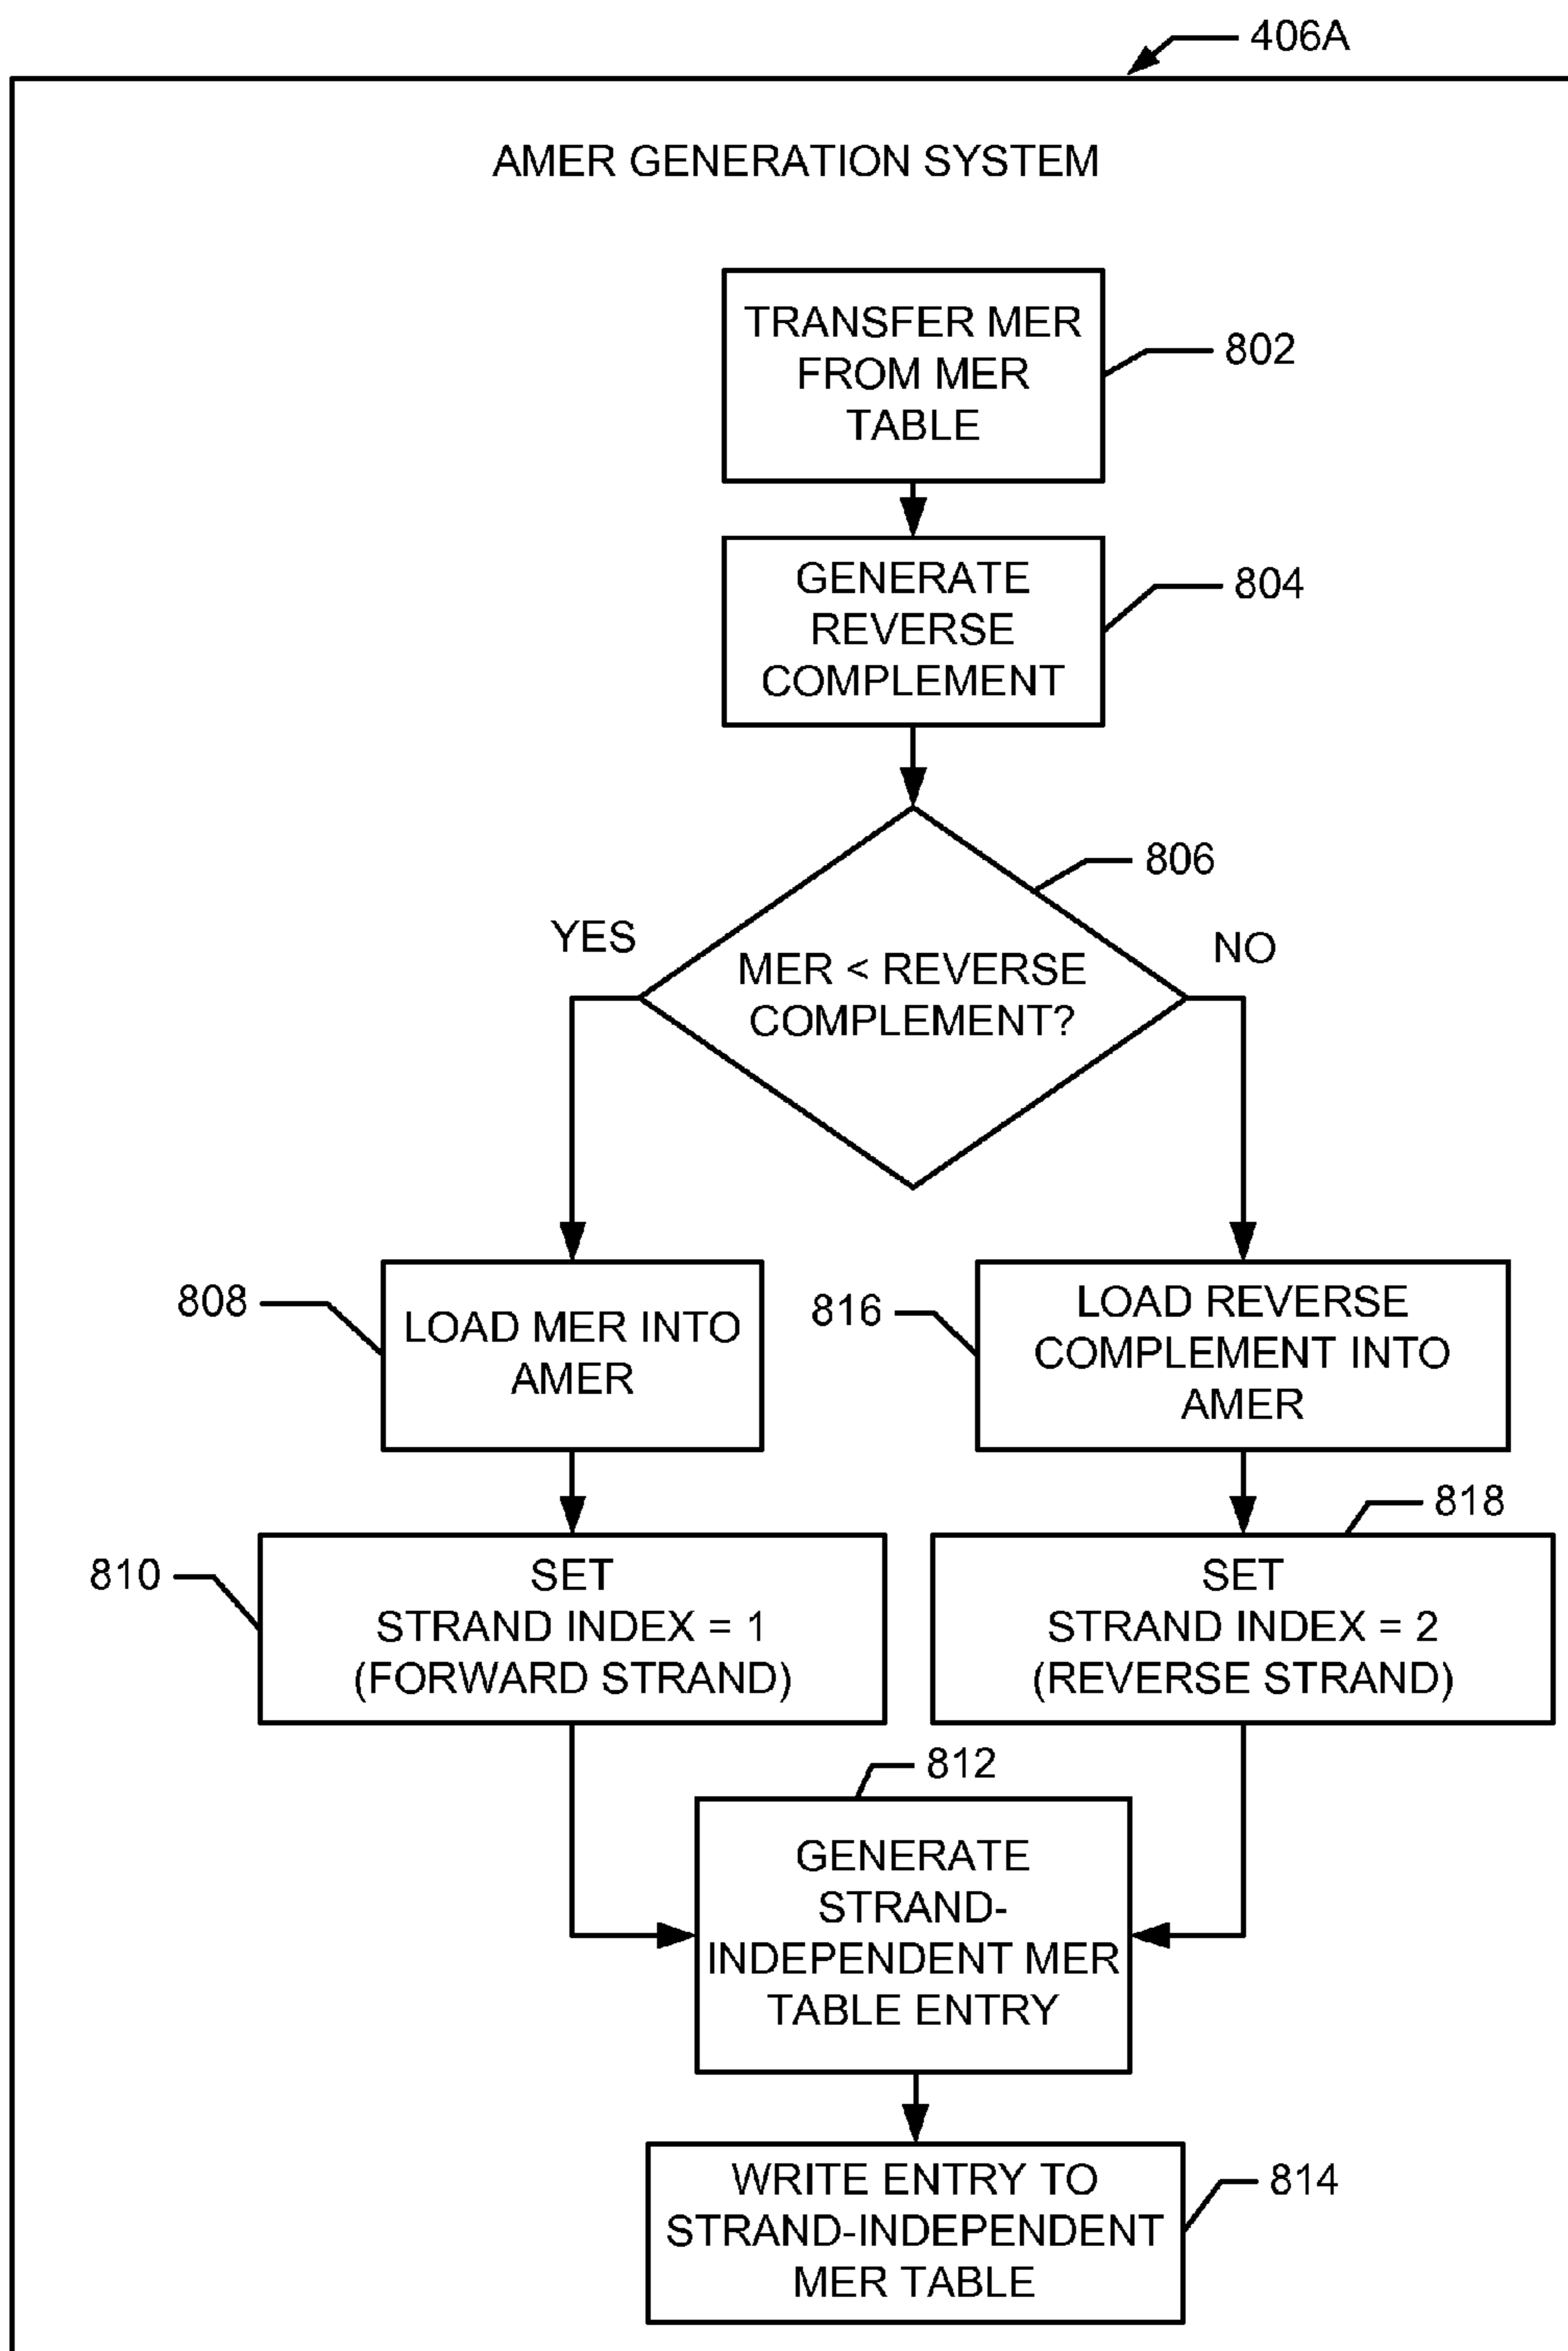 406A
AMER GENERATION SYSTEM
TRANSFER MER
FROM MER
TABLE
802
GENERATE
REVERSE
COMPLEMENT
804
806
YES
NO
MER < REVERSE
COMPLEMENT?
808
LOAD MER INTO
AMER
816
LOAD REVERSE
COMPLEMENT INTO
AMER
810
SET
STRAND INDEX = 1
(FORWARD STRAND)
818
SET
STRAND INDEX = 2
(REVERSE STRAND)
812
GENERATE
STRAND-
INDEPENDENT MER
TABLE ENTRY
WRITE ENTRY TO
STRAND-INDEPENDENT
MER TABLE
814